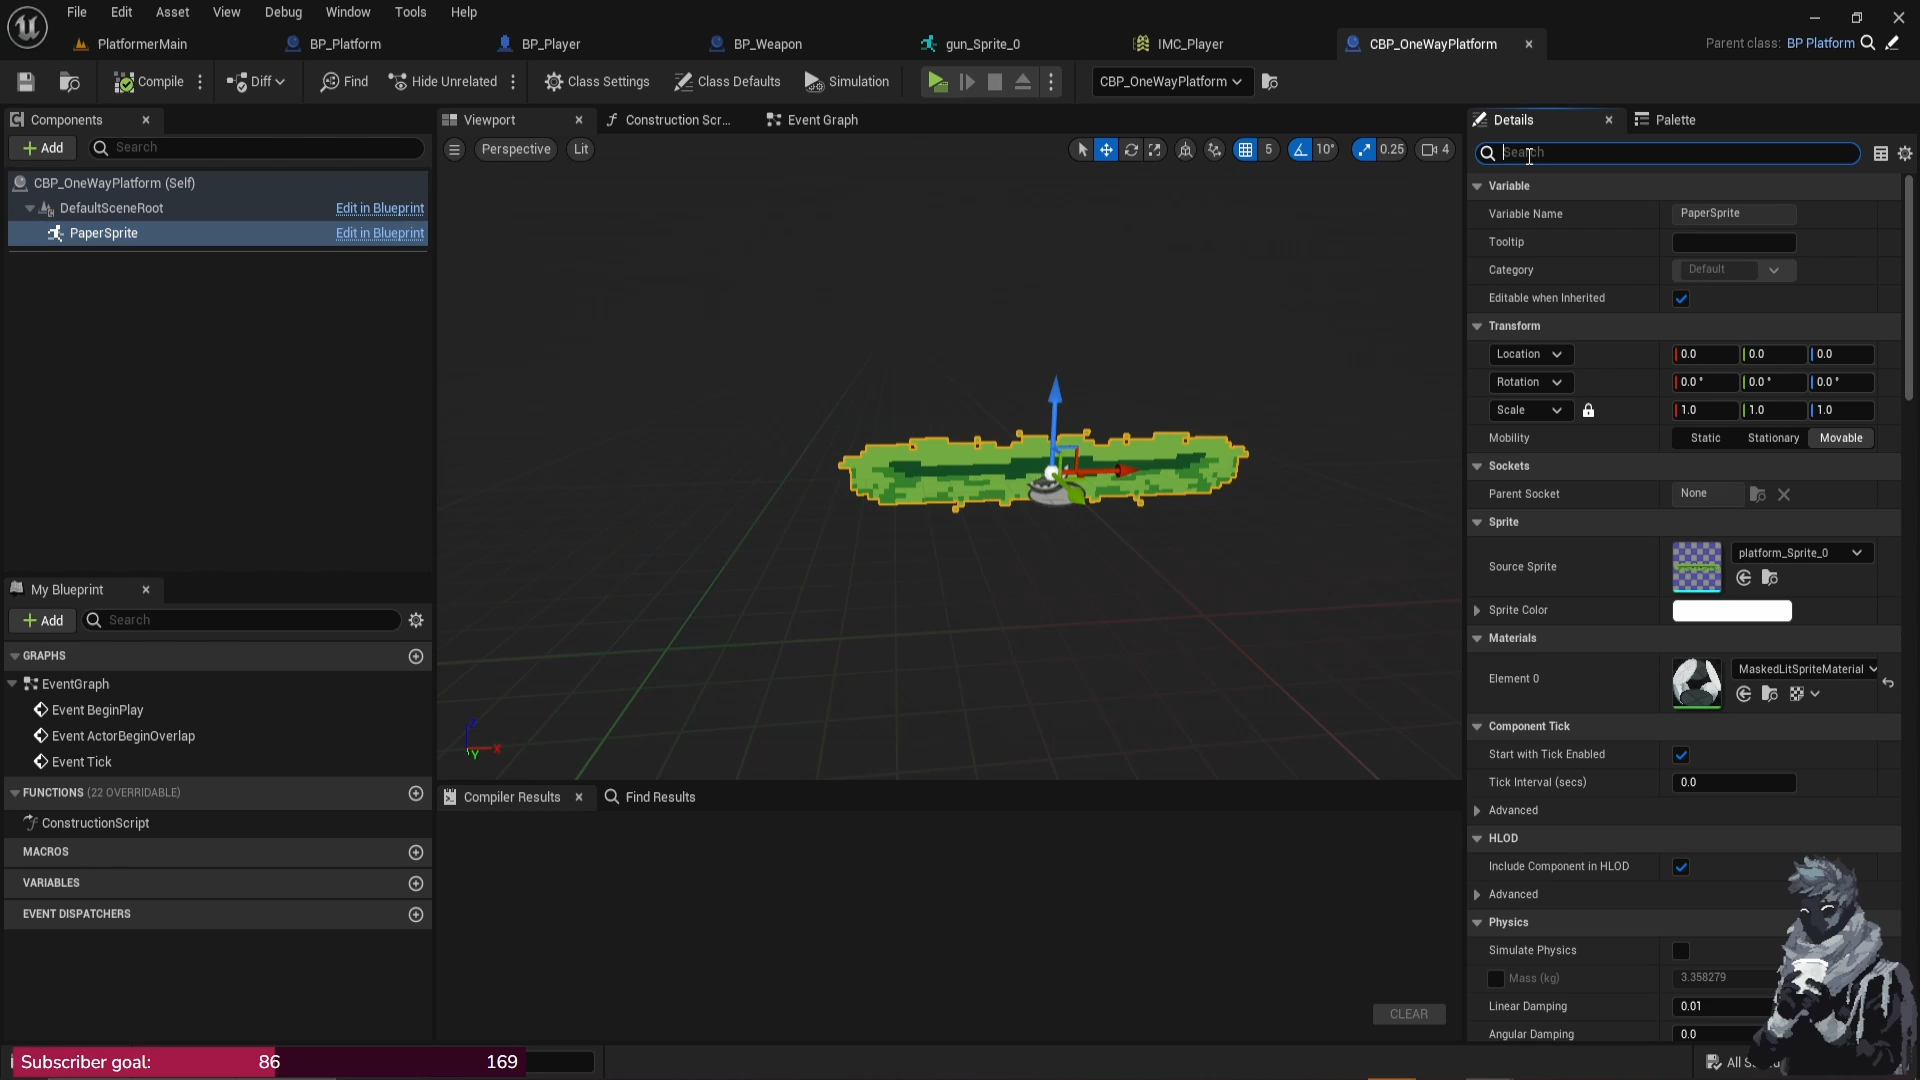 File Edit Asset View Debug Window Tools Help
PlatformerMain BP_Platform BP_Player BP_Weapon gun_Sprite_0 IMC_Player CBP_OneWayPlatform Parent class: BP Platform
Compile Diff Find Hide Unrelated Class Settings Class Defaults Simulation CBP_OneWayPlatform
Components
Add Search
CBP_OneWayPlatform (Self)
DefaultSceneRoot Edit in Blueprint
PaperSprite Edit in Blueprint
My Blueprint
Add Search
GRAPHS
EventGraph
Event BeginPlay
Event ActorBeginOverlap
Event Tick
FUNCTIONS (22 OVERRIDABLE)
ConstructionScript
MACROS
VARIABLES
EVENT DISPATCHERS
Viewport Construction Scr... Event Graph
Perspective Lit 5 10° 0.25 4
Z X Y
Compiler Results Find Results
CLEAR
Details Palette
Search
Variable
Variable Name PaperSprite
Tooltip
Category Default
Editable when Inherited
Transform
Location 0.0 0.0 0.0
Rotation 0.0 ° 0.0 ° 0.0 °
Scale 1.0 1.0 1.0
Mobility Static Stationary Movable
Sockets
Parent Socket None
Sprite
Source Sprite platform_Sprite_0
Sprite Color
Materials
Element 0 MaskedLitSpriteMaterial
Component Tick
Start with Tick Enabled
Tick Interval (secs) 0.0
Advanced
HLOD
Include Component in HLOD
Advanced
Physics
Simulate Physics
Mass (kg) 3.358279
Linear Damping 0.01
Angular Damping 0.0
Subscriber goal: 86 169
All